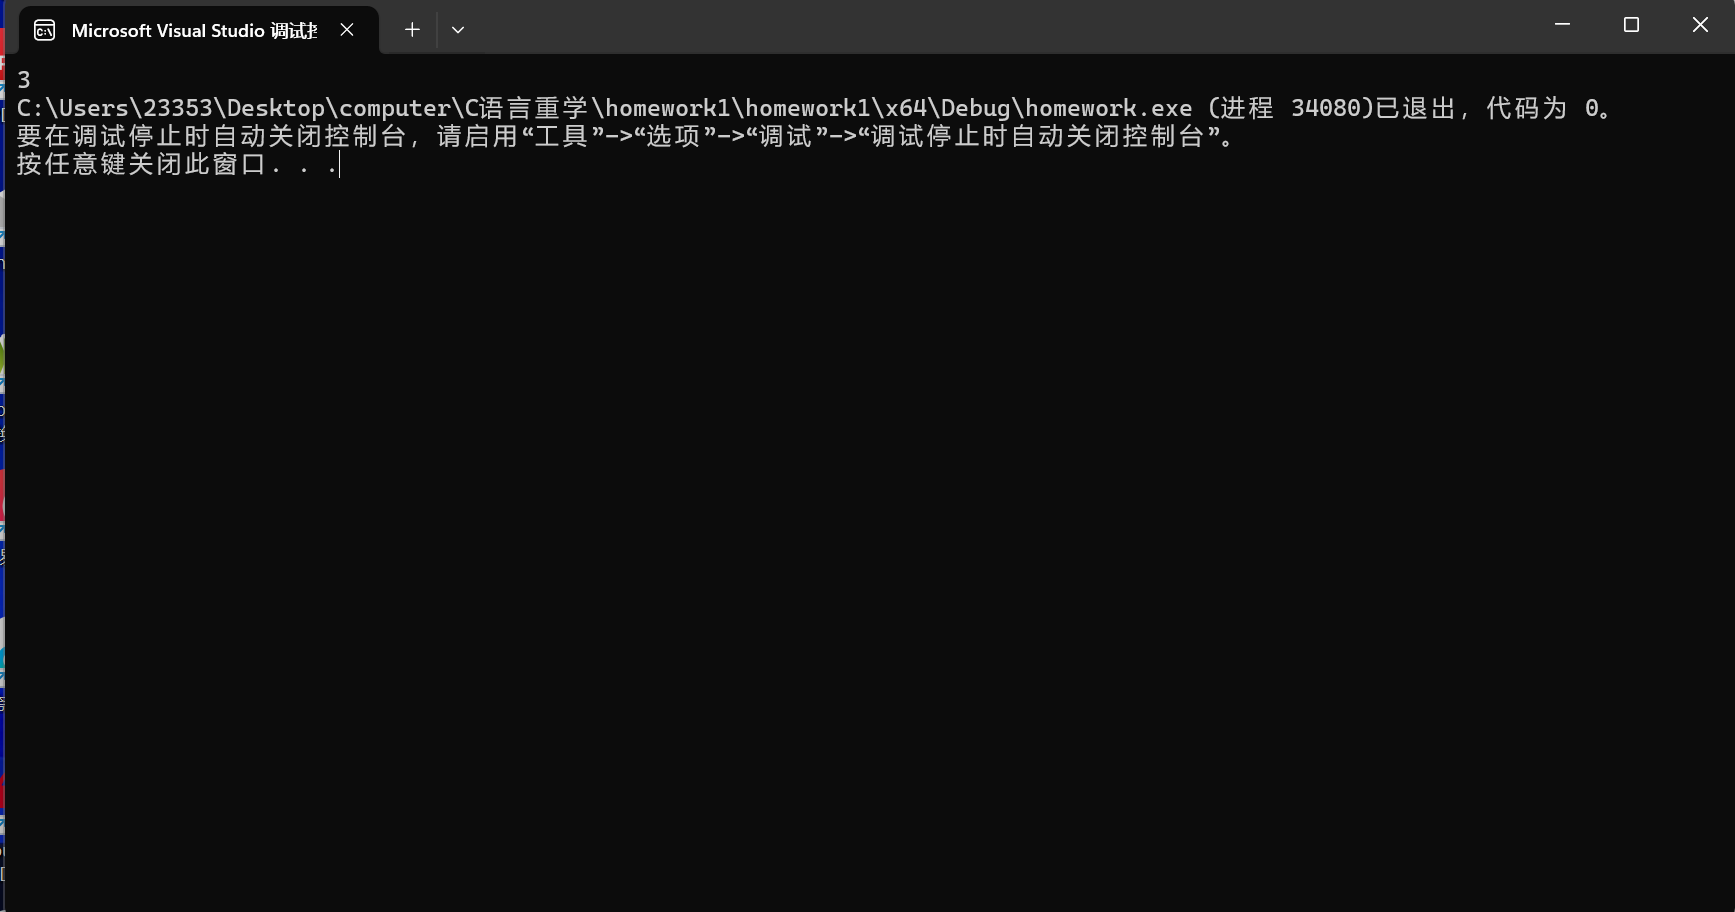 Microsoft Visual Studio 调试
3
C:\Users\23353\Desktop\computer\C语言重学\homework1\homework1\x64\Debug\homework.exe (进程 34080)已退出，代码为 0。
要在调试停止时自动关闭控制台，请启用“工具”->“选项”->“调试”->“调试停止时自动关闭控制台”。
按任意键关闭此窗口. . .